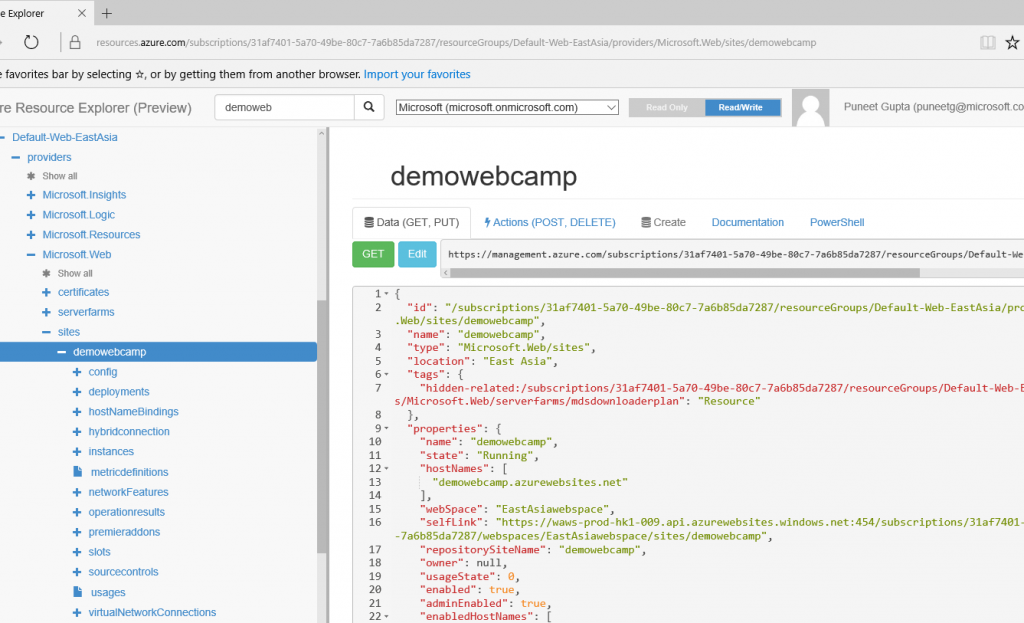 e Explorer
resources.azure.com/subscriptions/31af7401-5a70-49be-80c7-7a6b85da7287/resourceGroups/Default-Web-EastAsia/providers/Microsoft.Web/sites/demowebcamp
e favorites bar by selecting ☆, or by getting them from another browser. Import your favorites
re Resource Explorer (Preview)
demoweb
Microsoft (microsoft.onmicrosoft.com)
Read Only
Read/Write
Puneet Gupta (puneetg@microsoft.co
Default-Web-EastAsia
providers
Show all
Microsoft.Insights
Microsoft.Logic
Microsoft.Resources
Microsoft.Web
Show all
certificates
serverfarms
sites
demowebcamp
config
deployments
hostNameBindings
hybridconnection
instances
metricdefinitions
networkFeatures
operationresults
premieraddons
slots
sourcecontrols
usages
virtualNetworkConnections
demowebcamp
Data (GET, PUT)
Actions (POST, DELETE)
Create
Documentation
PowerShell
GET
Edit
https://management.azure.com/subscriptions/31af7401-5a70-49be-80c7-7a6b85da7287/resourceGroups/Default-We
1 {
2 "id": "/subscriptions/31af7401-5a70-49be-80c7-7a6b85da7287/resourceGroups/Default-Web-EastAsia/pro
.Web/sites/demowebcamp",
3 "name": "demowebcamp",
4 "type": "Microsoft.Web/sites",
5 "location": "East Asia",
6 "tags": {
7 "hidden-related:/subscriptions/31af7401-5a70-49be-80c7-7a6b85da7287/resourceGroups/Default-Web-E
s/Microsoft.Web/serverfarms/mdsdownloaderplan": "Resource"
8 },
9 "properties": {
10 "name": "demowebcamp",
11 "state": "Running",
12 "hostNames": [
13 "demowebcamp.azurewebsites.net"
14 ],
15 "webSpace": "EastAsiawebspace",
16 "selfLink": "https://waws-prod-hk1-009.api.azurewebsites.windows.net:454/subscriptions/31af7401-
-7a6b85da7287/webspaces/EastAsiawebspace/sites/demowebcamp",
17 "repositorySiteName": "demowebcamp",
18 "owner": null,
19 "usageState": 0,
20 "enabled": true,
21 "adminEnabled": true,
22 "enabledHostNames": [